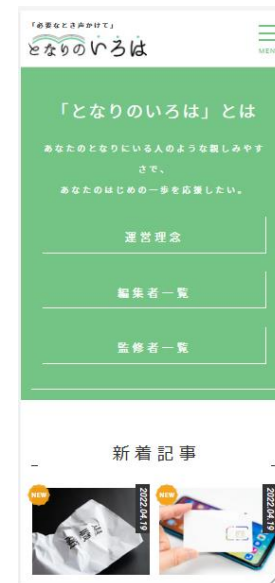 「必要なとき声かけて」
となりのいろは
MEN
「となりのいろは」とは
あなたのとなりにいる人のような親しみやす
さで、
あなたのはじめの一歩を応援したい。
運営理念
編集者一覧
監修者一覧
新着記事
NEW
2022.04.19
NEW
2022.04.19